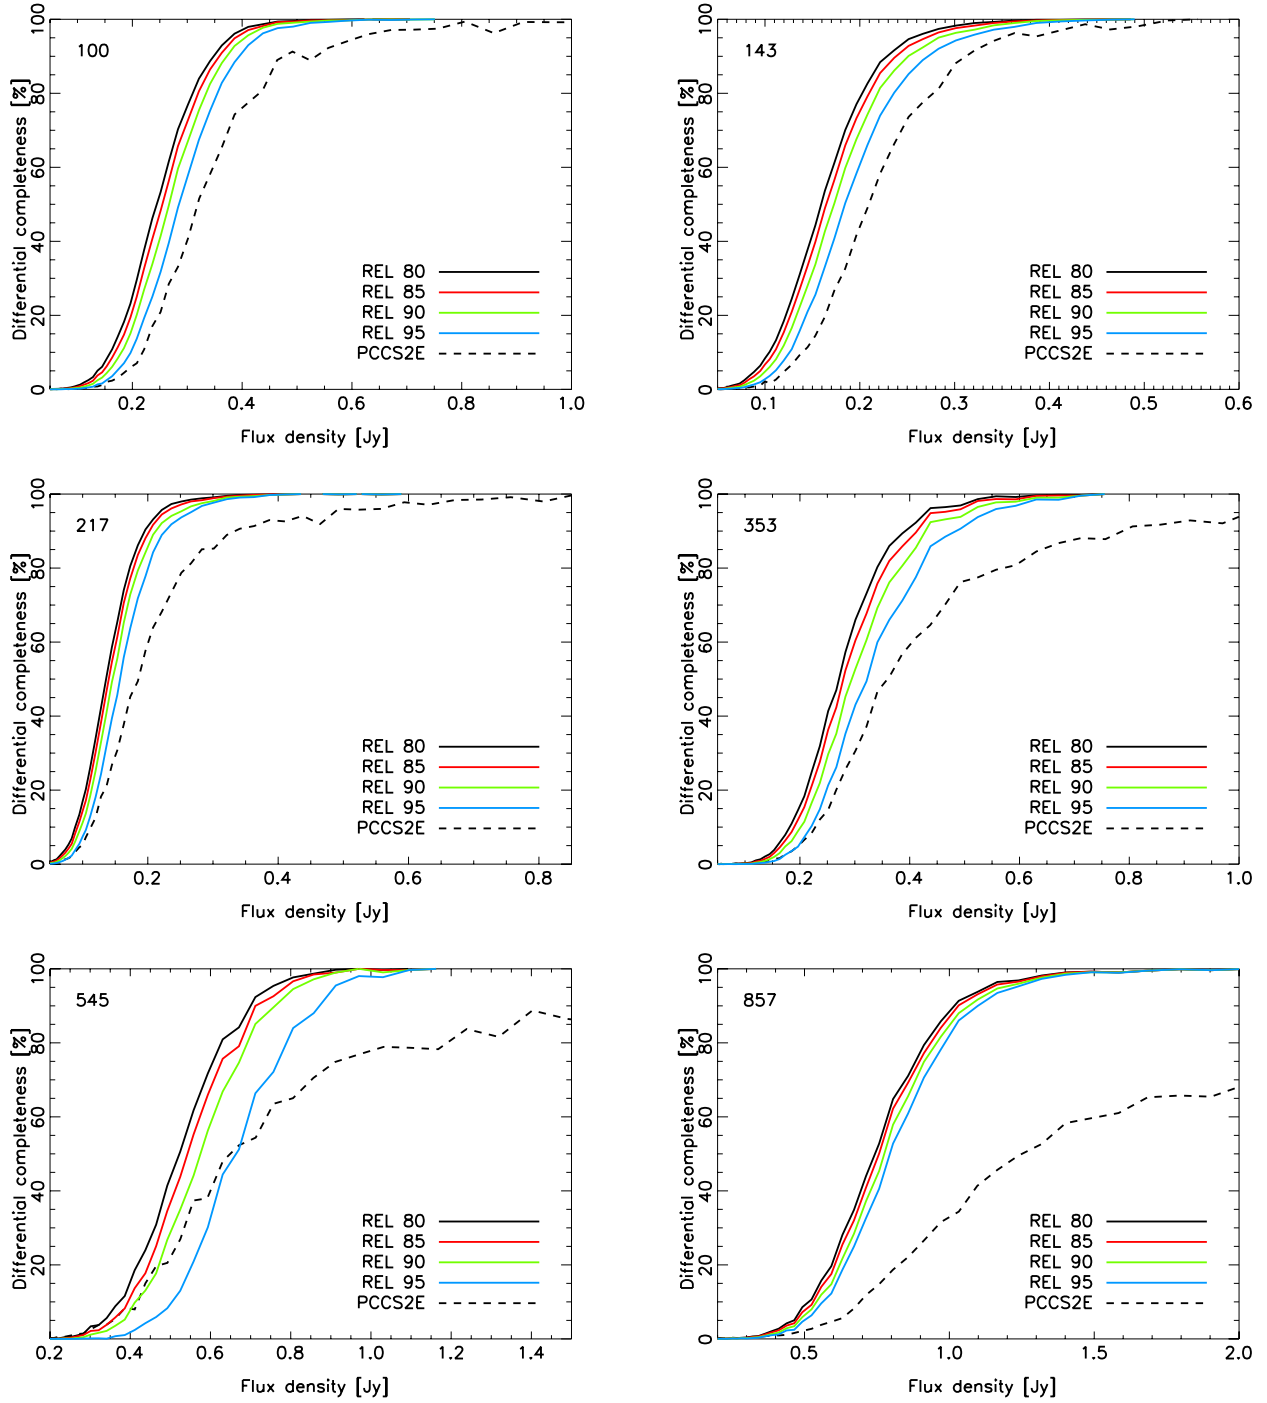 100
Differential completeness [%]
100
80
60
40
20
0
REL 80
REL 85
REL 90
REL 95
PCCS2E
0.2 0.4 0.6 0.8 1.0
Flux density [Jy]
143
Differential completeness [%]
100
80
60
40
20
0
REL 80
REL 85
REL 90
REL 95
PCCS2E
0.1 0.2 0.3 0.4 0.5 0.6
Flux density [Jy]
217
Differential completeness [%]
100
80
60
40
20
0
REL 80
REL 85
REL 90
REL 95
PCCS2E
0.2 0.4 0.6 0.8
Flux density [Jy]
353
Differential completeness [%]
100
80
60
40
20
0
REL 80
REL 85
REL 90
REL 95
PCCS2E
0.2 0.4 0.6 0.8 1.0
Flux density [Jy]
545
Differential completeness [%]
100
80
60
40
20
0
REL 80
REL 85
REL 90
REL 95
PCCS2E
0.2 0.4 0.6 0.8 1.0 1.2 1.4
Flux density [Jy]
857
Differential completeness [%]
100
80
60
40
20
0
REL 80
REL 85
REL 90
REL 95
PCCS2E
0.5 1.0 1.5 2.0
Flux density [Jy]